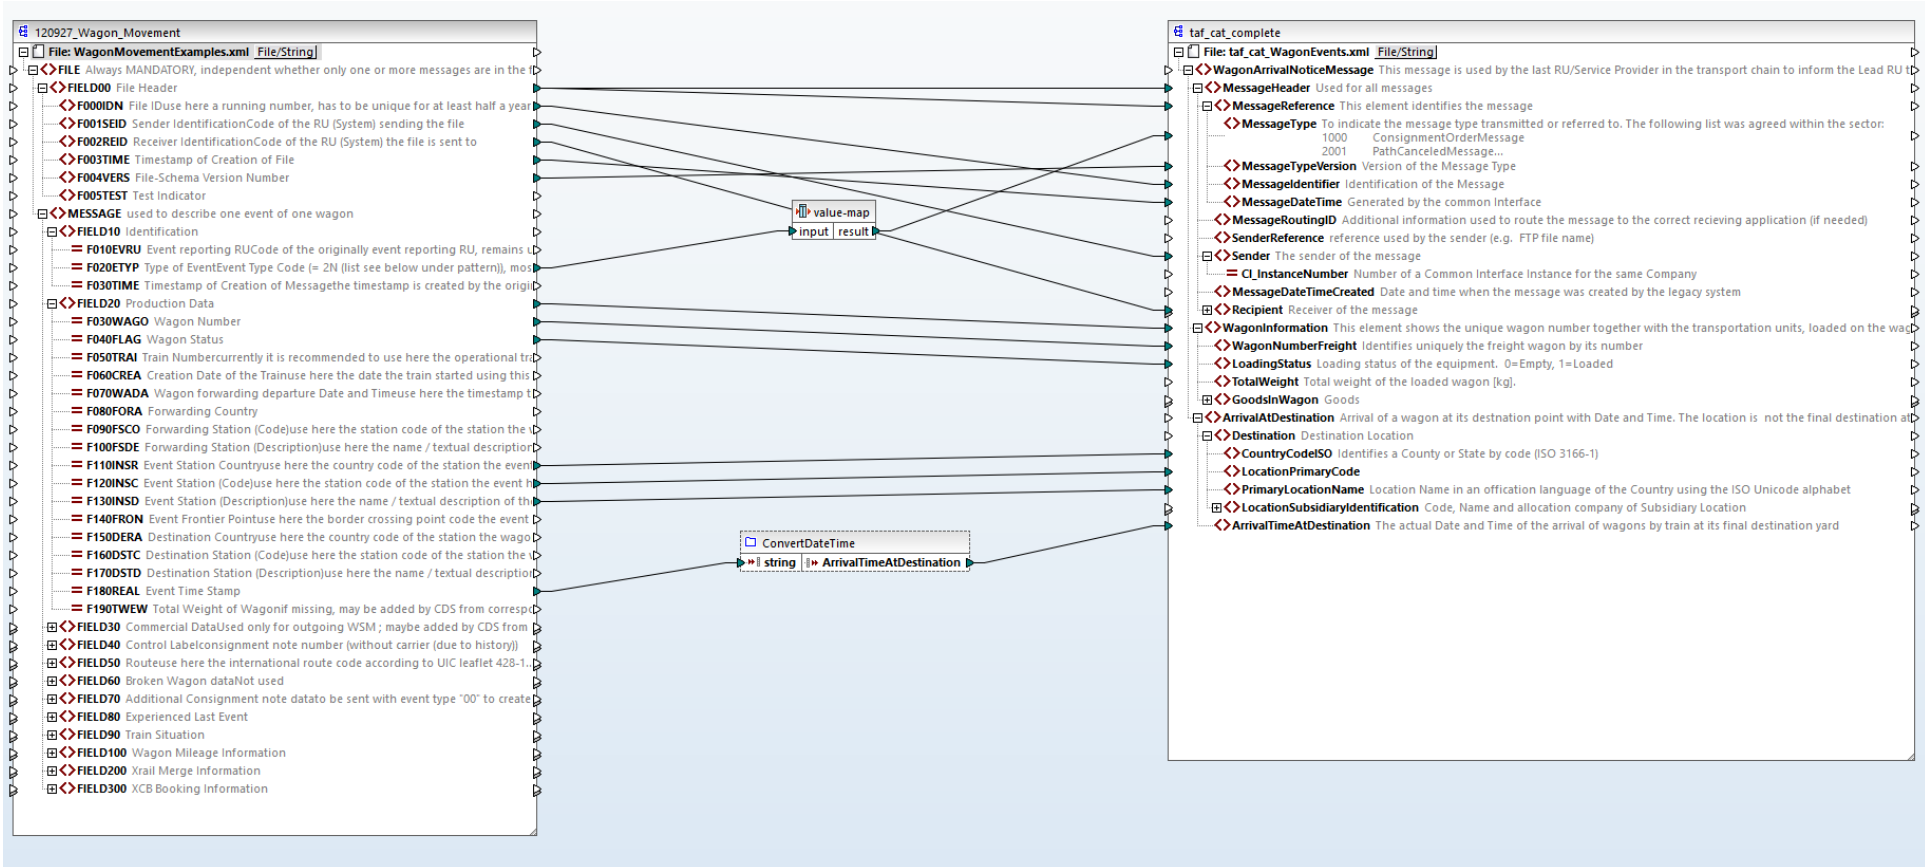 120927_Wagon_Movement
File: WagonMovementExamples.xml File/String
FILE Always MANDATORY, independent whether only one or more messages are in the f
FIELD00 File Header
F000IDN File IDuse here a running number, has to be unique for at least half a year
F001SEID Sender IdentificationCode of the RU (System) sending the file
F002REID Receiver IdentificationCode of the RU (System) the file is sent to
F003TIME Timestamp of Creation of File
F004VERS File-Schema Version Number
F005TEST Test Indicator
MESSAGE used to describe one event of one wagon
FIELD10 Identification
F010EVRU Event reporting RUCode of the originally event reporting RU, remains u
F020ETYP Type of EventEvent Type Code (= 2N (list see below under pattern)), mos
F030TIME Timestamp of Creation of Messagethe timestamp is created by the origi
FIELD20 Production Data
F030WAGO Wagon Number
F040FLAG Wagon Status
F050TRAI Train Numbercurrently it is recommended to use here the operational tra
F060CREA Creation Date of the Trainuse here the date the train started using this
F070WADA Wagon forwarding departure Date and Timeuse here the timestamp t
F080FORA Forwarding Country
F090FSCO Forwarding Station (Code)use here the station code of the station the w
F100FSDE Forwarding Station (Description)use here the name / textual description
F110INSR Event Station Countryuse here the country code of the station the event
F120INSC Event Station (Code)use here the station code of the station the event h
F130INSD Event Station (Description)use here the name / textual description of the
F140FRON Event Frontier Pointuse here the border crossing point code the event
F150DERA Destination Countryuse here the country code of the station the wago
F160DSTC Destination Station (Code)use here the station code of the station the w
F170DSTD Destination Station (Description)use here the name / textual description
F180REAL Event Time Stamp
F190TWEW Total Weight of Wagonif missing, may be added by CDS from correspo
FIELD30 Commercial DataUsed only for outgoing WSM ; maybe added by CDS from
FIELD40 Control Labelconsignment note number (without carrier (due to history))
FIELD50 Routeuse here the international route code according to UIC leaflet 428-1...
FIELD60 Broken Wagon dataNot used
FIELD70 Additional Consignment note datato be sent with event type "00" to create
FIELD80 Experienced Last Event
FIELD90 Train Situation
FIELD100 Wagon Mileage Information
FIELD200 Xrail Merge Information
FIELD300 XCB Booking Information
value-map
input result
ConvertDateTime
string ArrivalTimeAtDestination
taf_cat_complete
File: taf_cat_WagonEvents.xml File/String
WagonArrivalNoticeMessage This message is used by the last RU/Service Provider in the transport chain to inform the Lead RU t
MessageHeader Used for all messages
MessageReference This element identifies the message
MessageType To indicate the message type transmitted or referred to. The following list was agreed within the sector:
1000 ConsignmentOrderMessage
2001 PathCanceledMessage...
MessageTypeVersion Version of the Message Type
MessageIdentifier Identification of the Message
MessageDateTime Generated by the common Interface
MessageRoutingID Additional information used to route the message to the correct recieving application (if needed)
SenderReference reference used by the sender (e.g. FTP file name)
Sender The sender of the message
CI_InstanceNumber Number of a Common Interface Instance for the same Company
MessageDateTimeCreated Date and time when the message was created by the legacy system
Recipient Receiver of the message
WagonInformation This element shows the unique wagon number together with the transportation units, loaded on the wag
WagonNumberFreight Identifies uniquely the freight wagon by its number
LoadingStatus Loading status of the equipment. 0=Empty, 1=Loaded
TotalWeight Total weight of the loaded wagon [kg].
GoodsInWagon Goods
ArrivalAtDestination Arrival of a wagon at its destnation point with Date and Time. The location is not the final destination at
Destination Destination Location
CountryCodeISO Identifies a County or State by code (ISO 3166-1)
LocationPrimaryCode
PrimaryLocationName Location Name in an offication language of the Country using the ISO Unicode alphabet
LocationSubsidiaryIdentification Code, Name and allocation company of Subsidiary Location
ArrivalTimeAtDestination The actual Date and Time of the arrival of wagons by train at its final destination yard